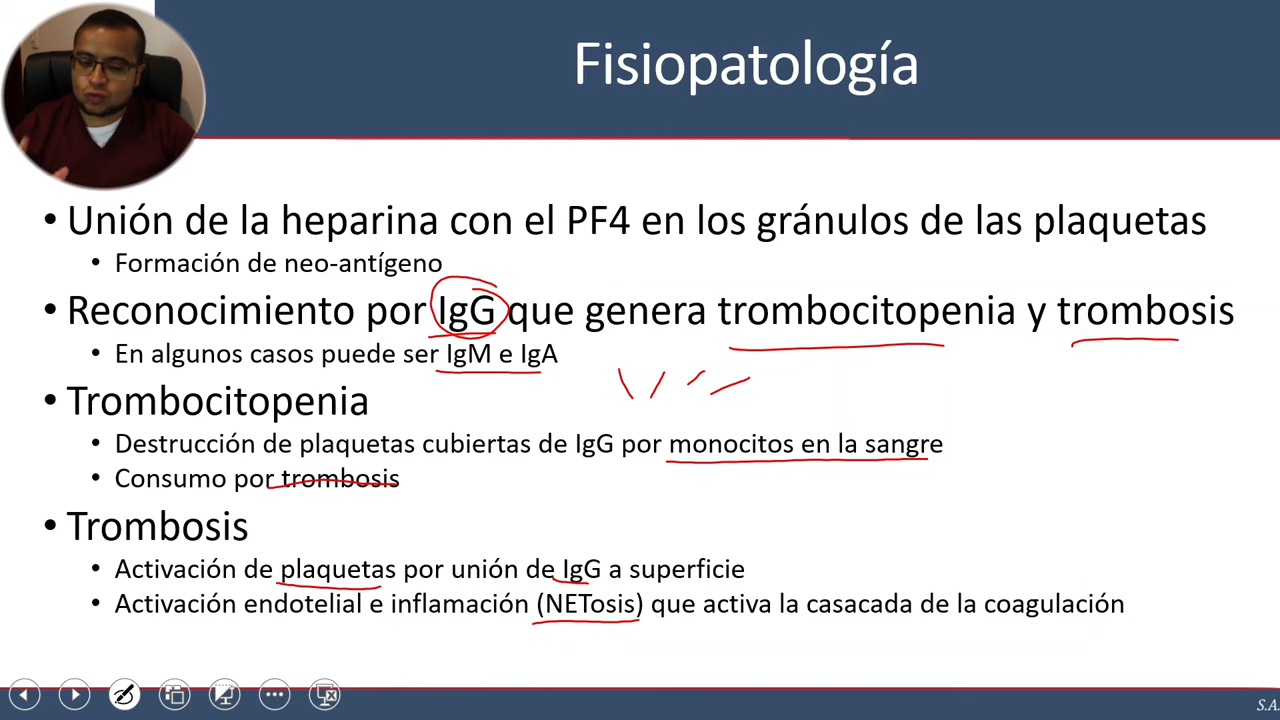 Fisiopatología
• Unión de la heparina con el PF4 en los gránulos de las plaquetas
• Formación de neo-antígeno
• Reconocimiento por IgG que genera trombocitopenia y trombosis
• En algunos casos puede ser IgM e IgA
• Trombocitopenia
• Destrucción de plaquetas cubiertas de IgG por monocitos en la sangre
• Consumo por trombosis
• Trombosis
• Activación de plaquetas por unión de IgG a superficie
• Activación endotelial e inflamación (NETosis) que activa la casacada de la coagulación
S.A.